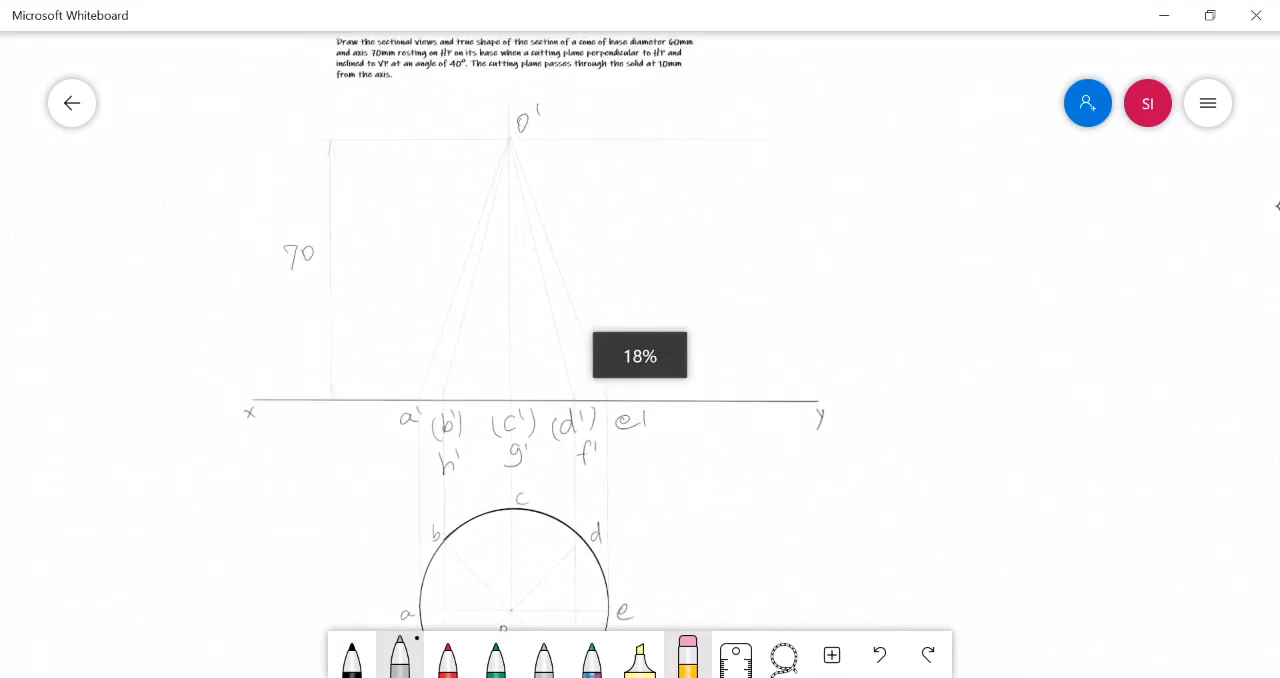 Microsoft Whiteboard
Draw the sectional views and true shape of the section of a cone of base diameter 60mm
and axis 70mm resting on HP on its base when a cutting plane perpendicular to HP and
inclined to VP at an angle of 40°. The cutting plane passes through the solid at 10mm
from the axis.
SI
o'
70
18%
x a' (b') (c') (d') e' y
h' g' f'
c
b d
a e